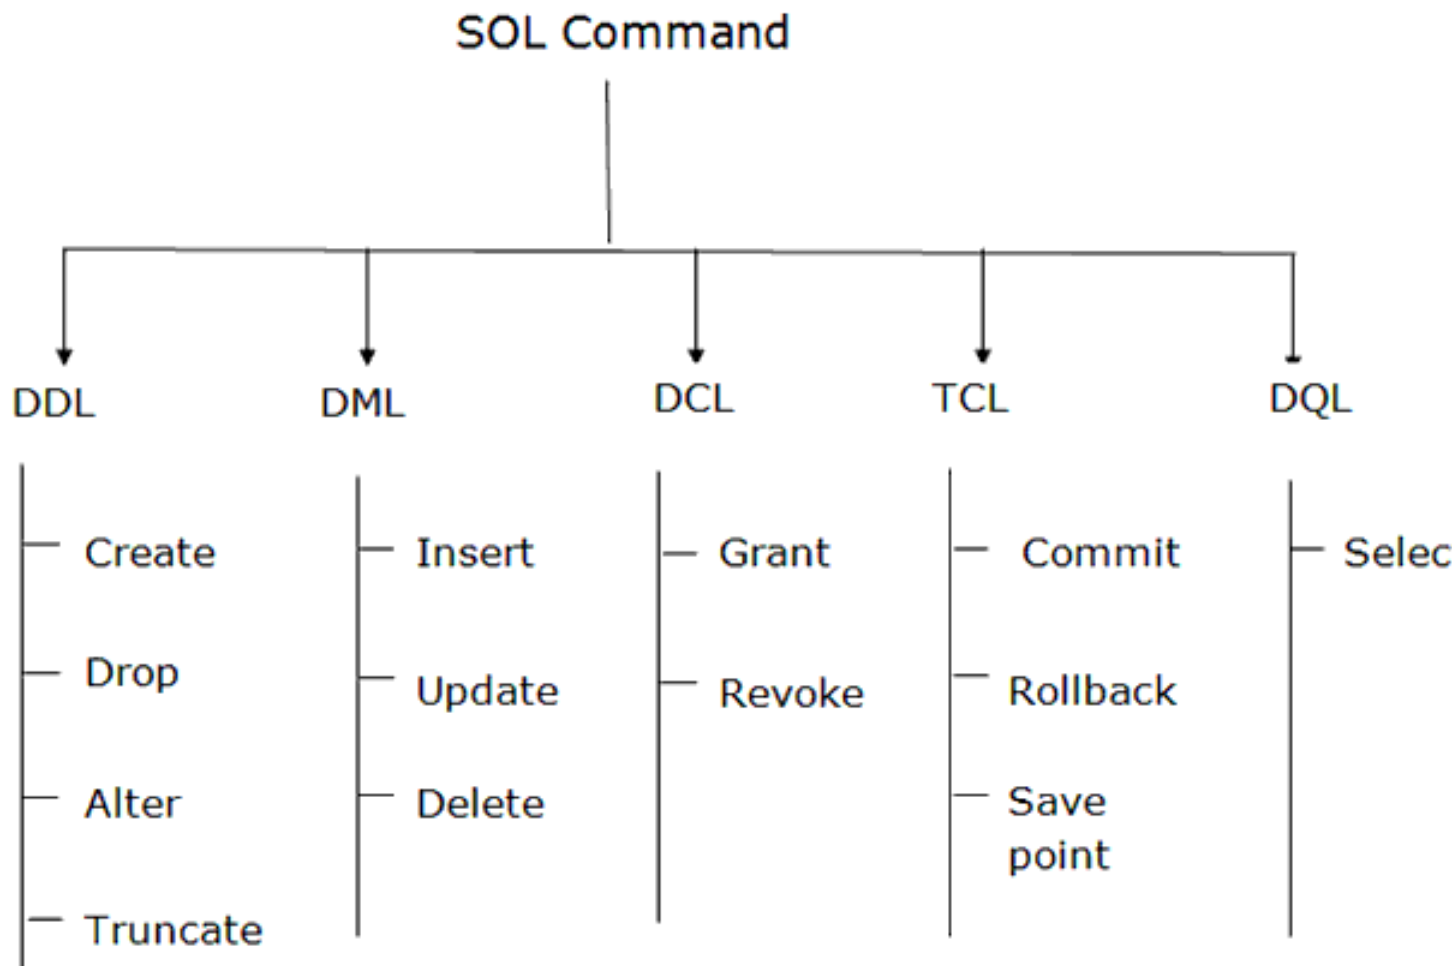 SOL Command
DDL
DML
DCL
TCL
DQL
Create
Drop
Alter
Truncate
Insert
Update
Delete
Grant
Revoke
Commit
Rollback
Save
point
Selec